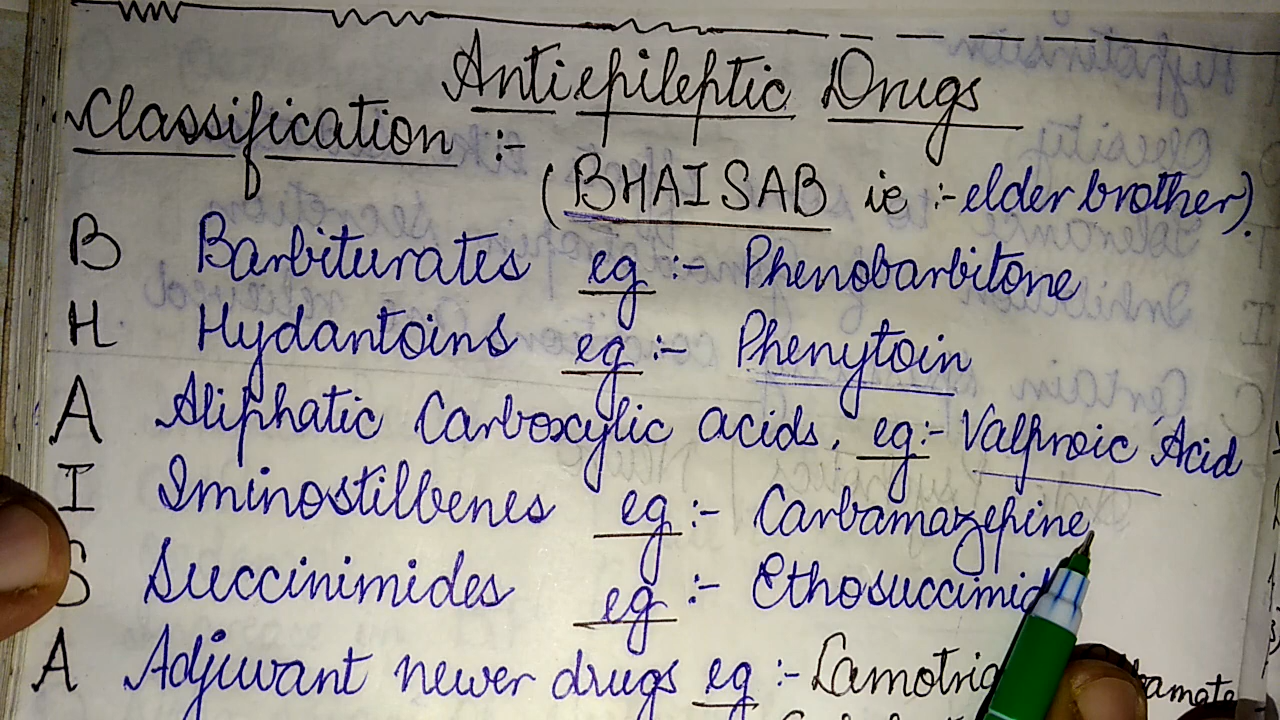 Antiepileptic Drugs
Classification :-
(BHAISAB ie :- elder brother).
B Barbiturates eg :- Phenobarbitone
H. Hydantoins eg :- Phenytoin
A Aliphatic Carboxylic acids. eg:- Valproic Acid
I Iminostilbenes eg :- Carbamazepine
S Succinimides eg :- Ethosuccimid
A Adjuvant newer drugs eg :- Lamotrig